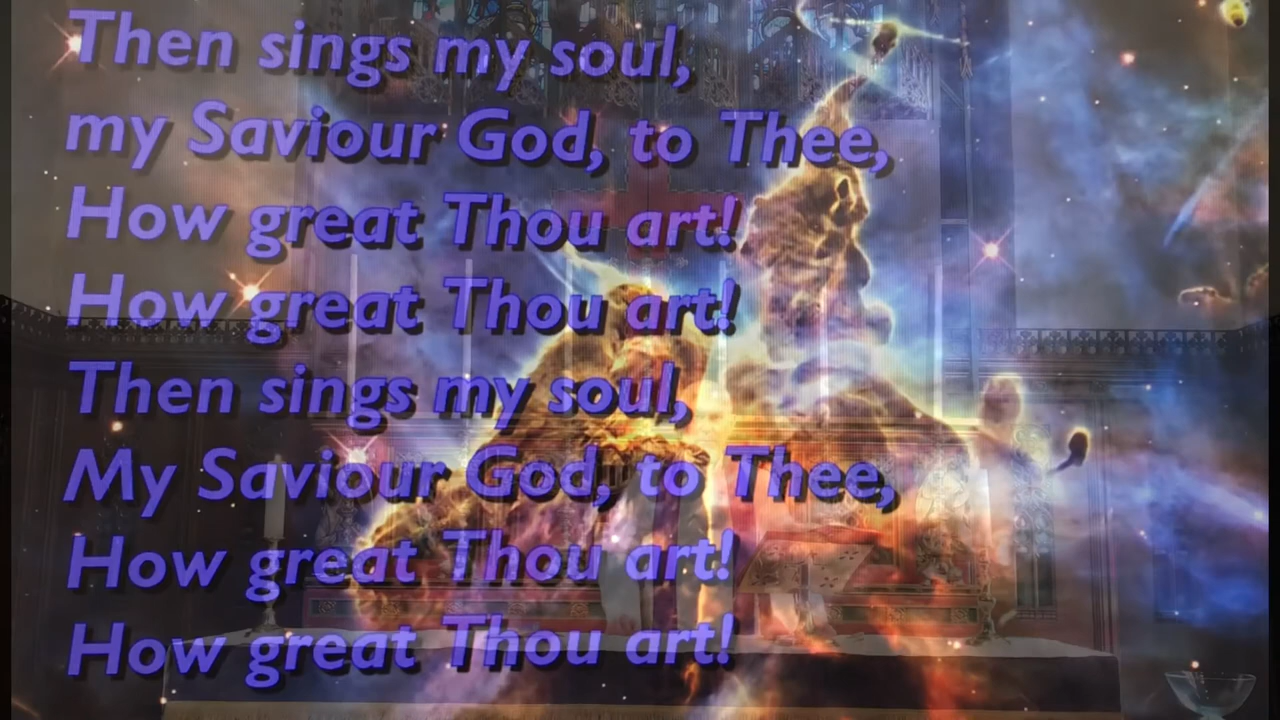 Then sings my soul,
my Saviour God, to Thee,
How great Thou art!
How great Thou art!
Then sings my soul,
My Saviour God, to Thee,
How great Thou art!
How great Thou art!